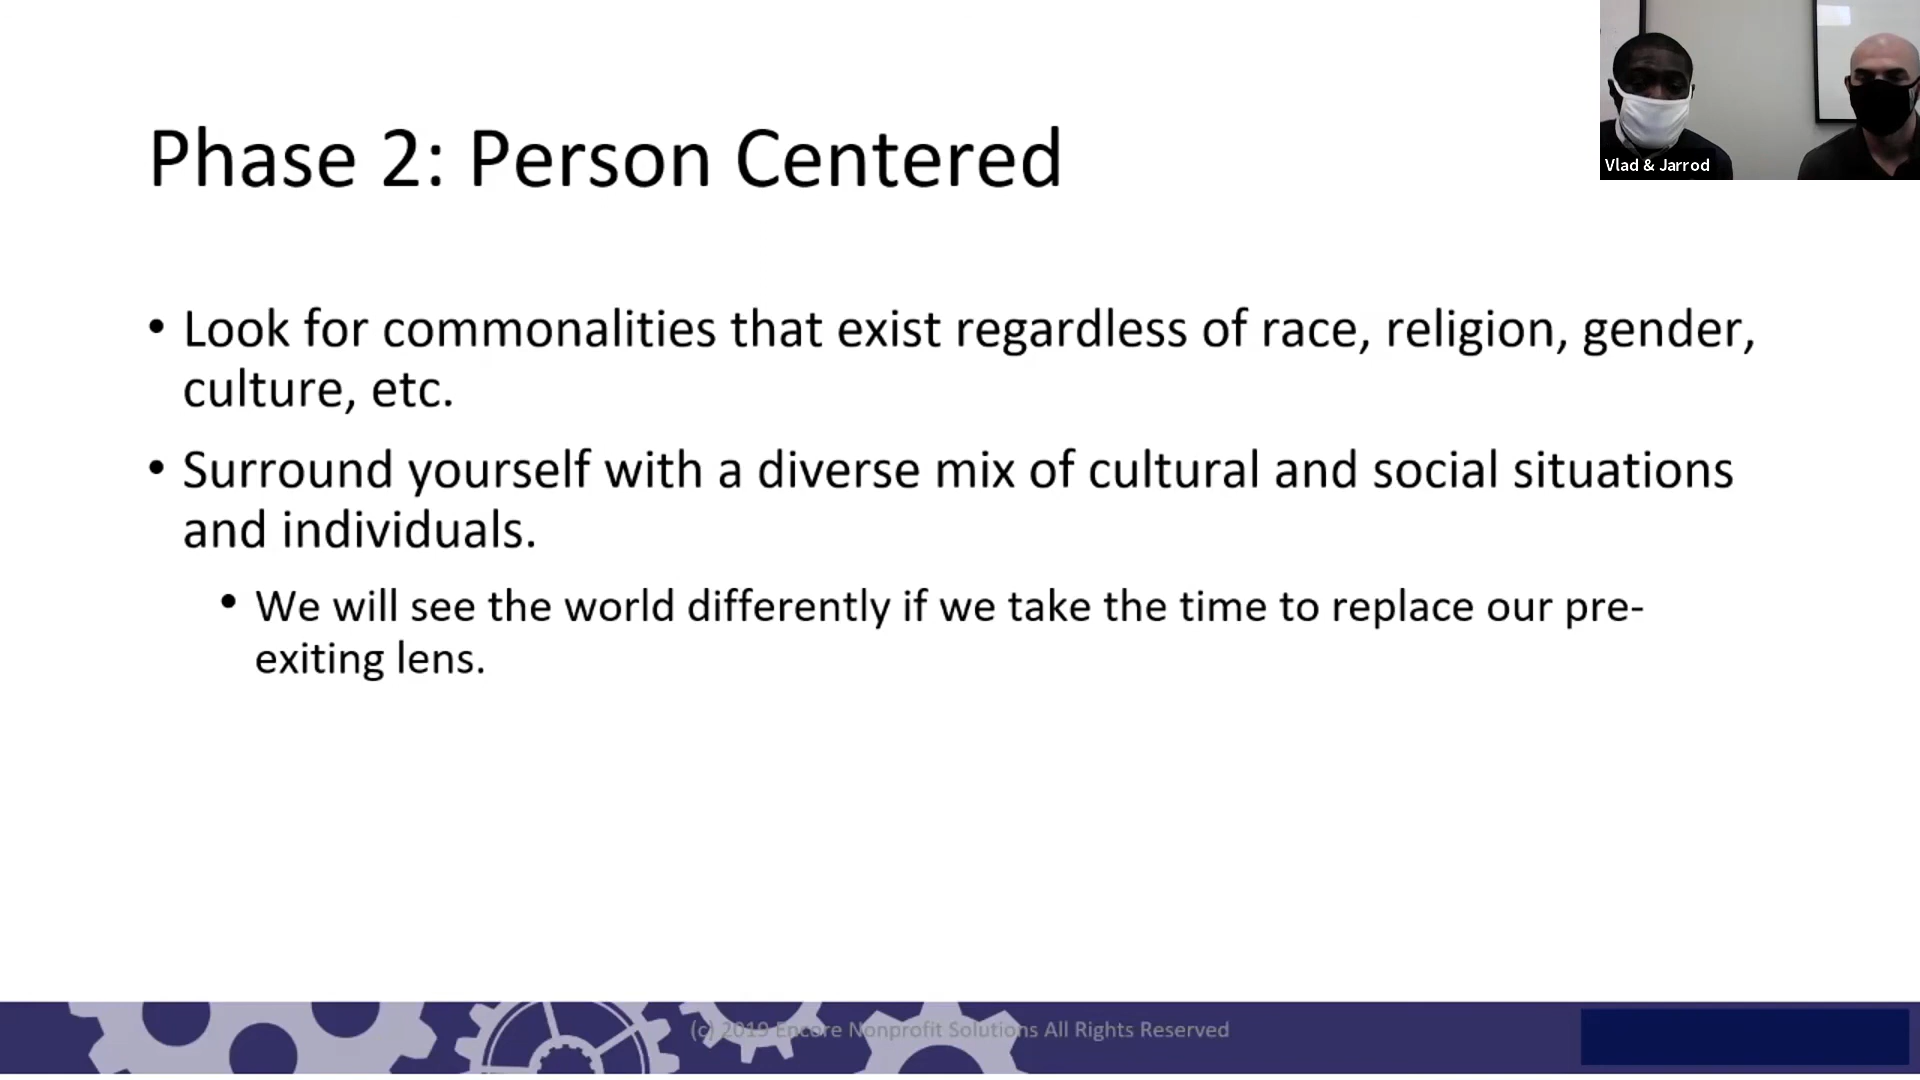 Phase 2: Person Centered
Vlad & Jarrod
• Look for commonalities that exist regardless of race, religion, gender,
culture, etc.
• Surround yourself with a diverse mix of cultural and social situations
and individuals.
• We will see the world differently if we take the time to replace our pre-
exiting lens.
(c) 2019 Encore Nonprofit Solutions All Rights Reserved